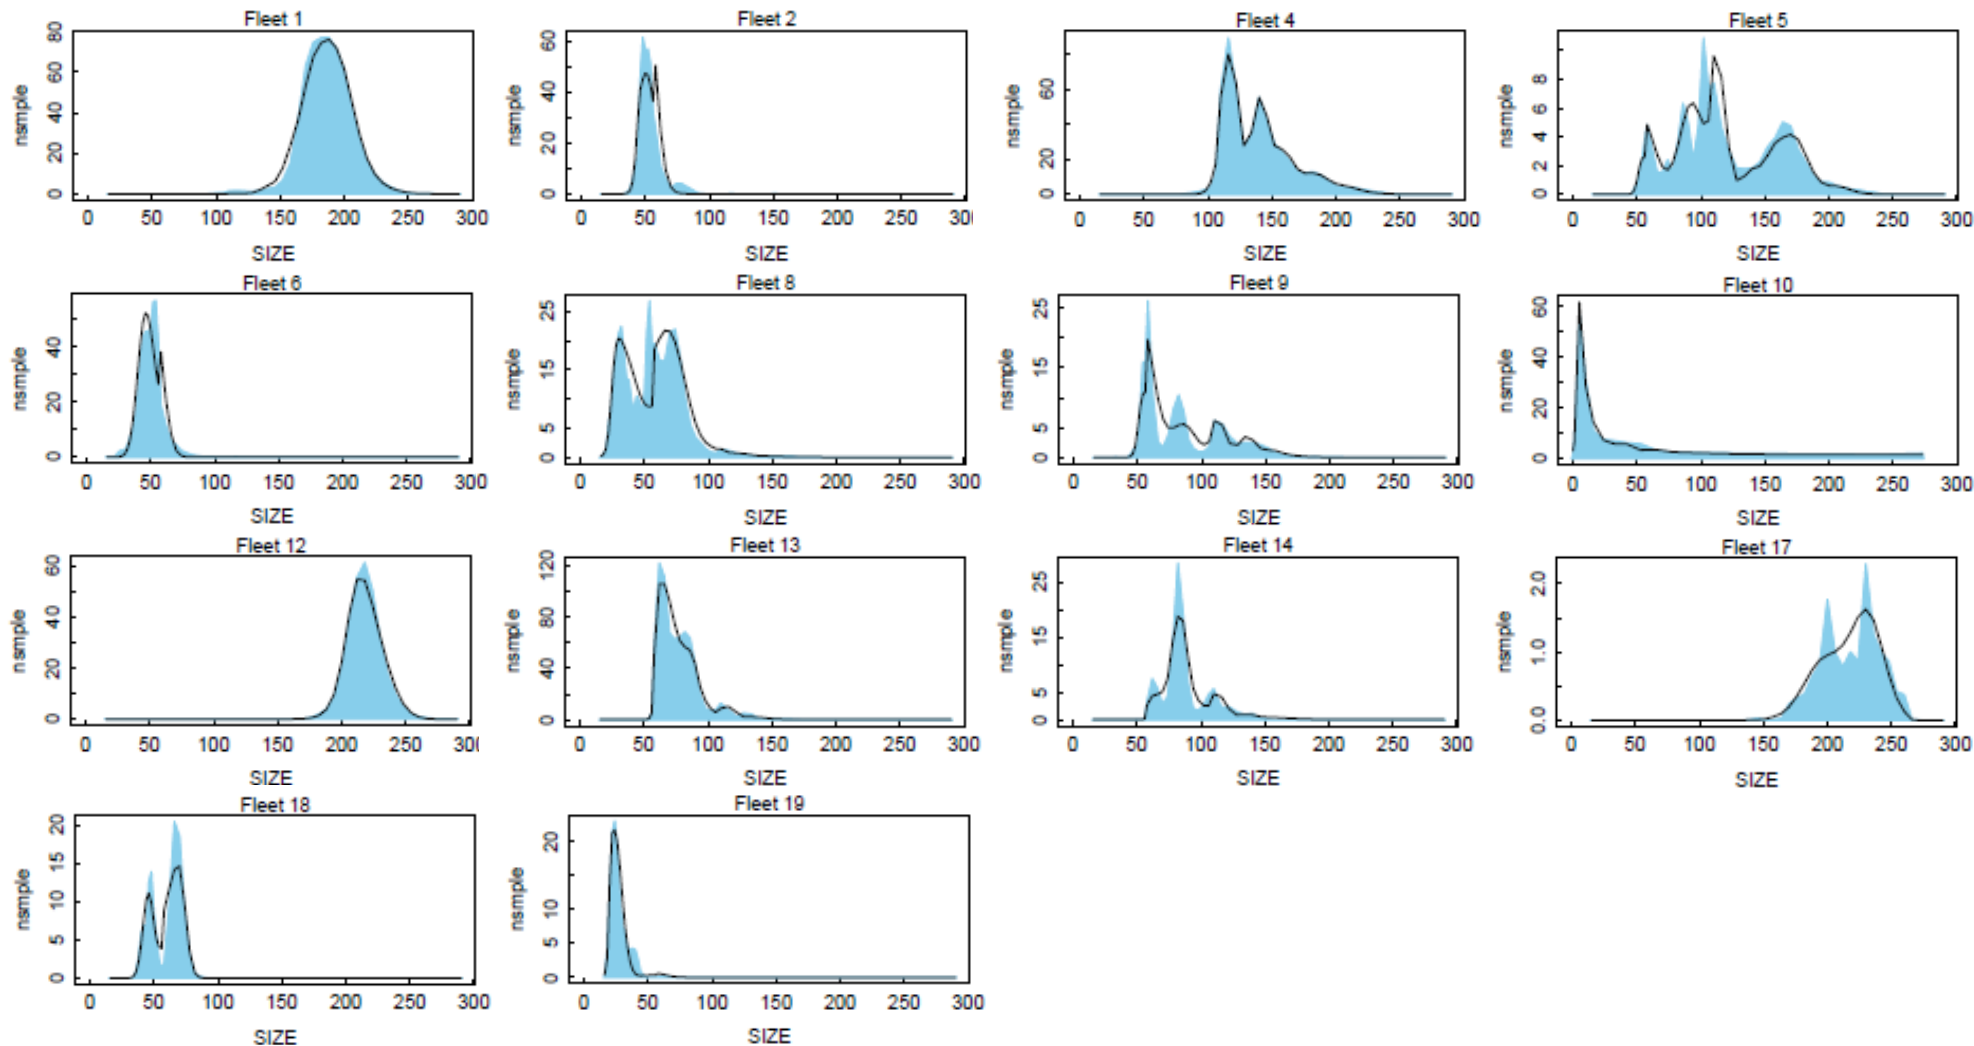 Fleet 1
nsmple
0 20 40 60 80
0 50 100 150 200 250 300
SIZE
Fleet 2
nsmple
0 20 40 60
0 50 100 150 200 250 30
SIZE
Fleet 4
nsmple
0 20 60
0 50 100 150 200 250 300
SIZE
Fleet 5
nsmple
0 2 4 6 8
0 50 100 150 200 250 300
SIZE
Fleet 6
nsmple
0 20 40
0 50 100 150 200 250 300
SIZE
Fleet 8
nsmple
0 5 15 25
0 50 100 150 200 250 300
SIZE
Fleet 9
nsmple
0 5 15 25
0 50 100 150 200 250 300
SIZE
Fleet 10
nsmple
0 20 40 60
0 50 100 150 200 250 300
SIZE
Fleet 12
nsmple
0 20 40 60
0 50 100 150 200 250 300
SIZE
Fleet 13
nsmple
0 40 80 120
0 50 100 150 200 250 300
SIZE
Fleet 14
nsmple
0 5 15 25
0 50 100 150 200 250 300
SIZE
Fleet 17
nsmple
0.0 1.0 2.0
0 50 100 150 200 250 300
SIZE
Fleet 18
nsmple
0 5 10 15 20
0 50 100 150 200 250 300
SIZE
Fleet 19
nsmple
0 5 10 20
0 50 100 150 200 250 300
SIZE